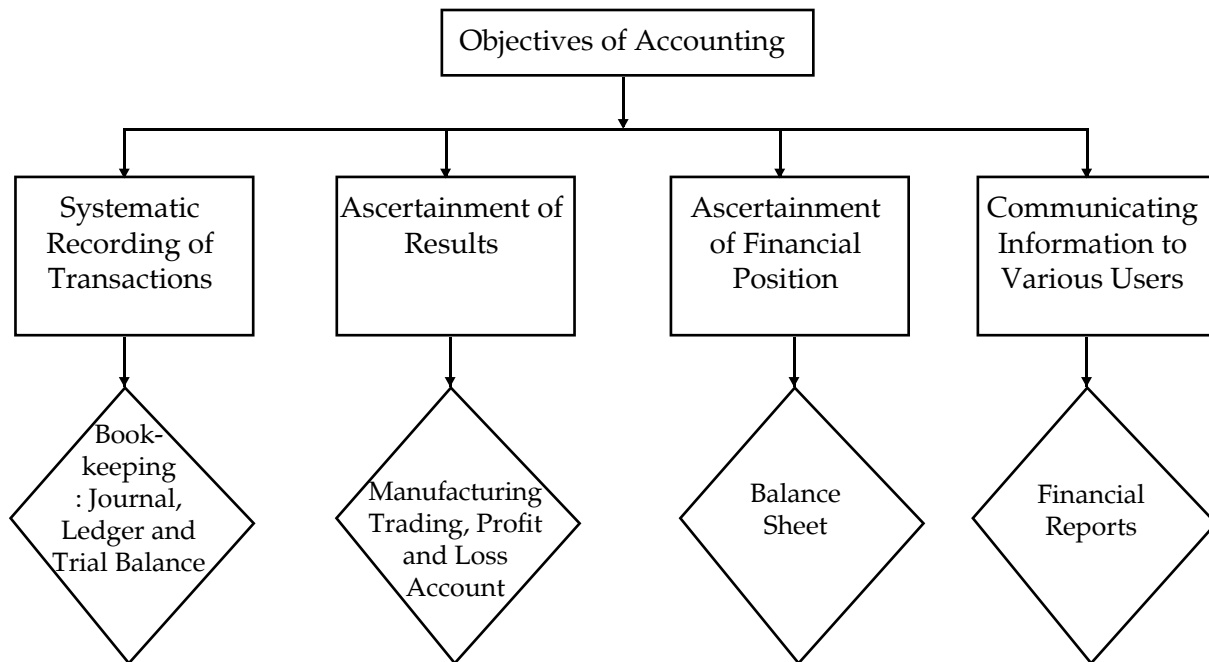 Objectives of Accounting
Systematic
Recording of
Transactions
Ascertainment of
Results
Ascertainment
of Financial
Position
Communicating
Information to
Various Users
Book-
keeping
: Journal,
Ledger and
Trial Balance
Manufacturing
Trading, Profit
and Loss
Account
Balance
Sheet
Financial
Reports